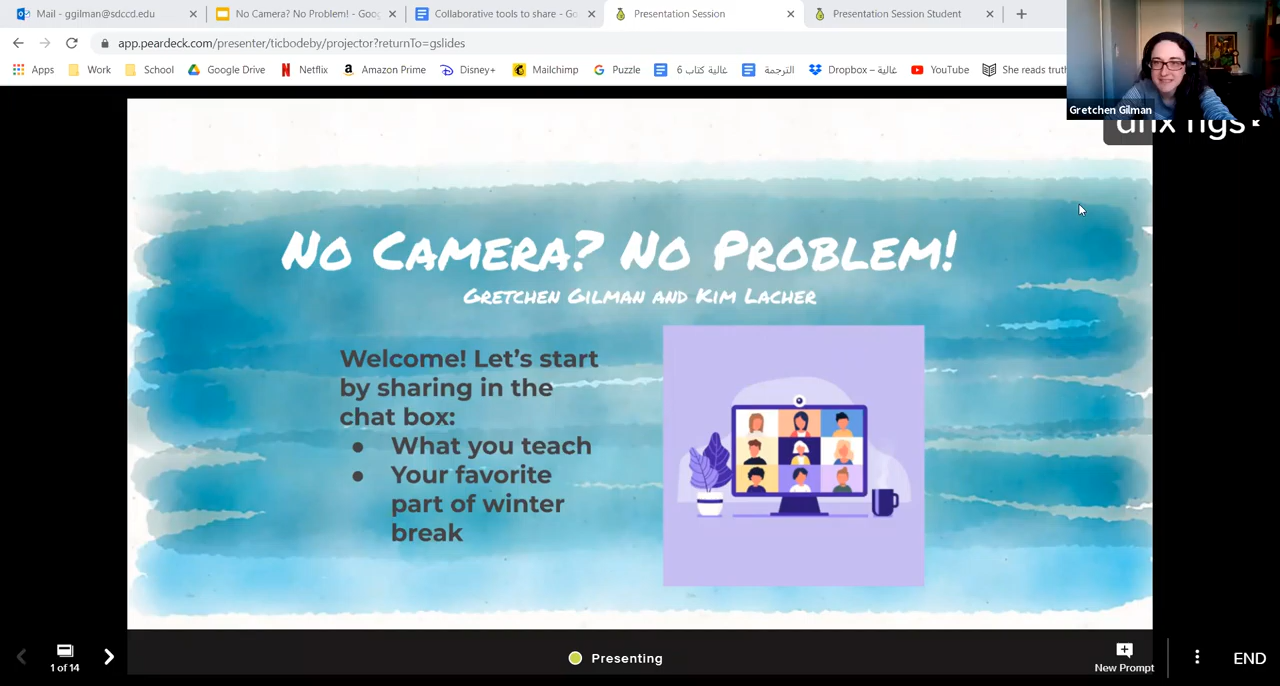 Mail - ggilman@sdccd.edu
No Camera? No Problem! - Goo
Collaborative tools to share - Go
Presentation Session
Presentation Session Student
app.peardeck.com/presenter/ticbodeby/projector?returnTo=gslides
Apps
Work
School
Google Drive
Netflix
Amazon Prime
Disney+
Mailchimp
Puzzle
غالية كتاب 6
الترجمة
Dropbox – غالية
YouTube
She reads truth
Gretchen Gilman
No Camera? No Problem!
Gretchen Gilman and Kim Lacher
Welcome! Let's start
by sharing in the
chat box:
● What you teach
● Your favorite
part of winter
break
1 of 14
Presenting
New Prompt
END